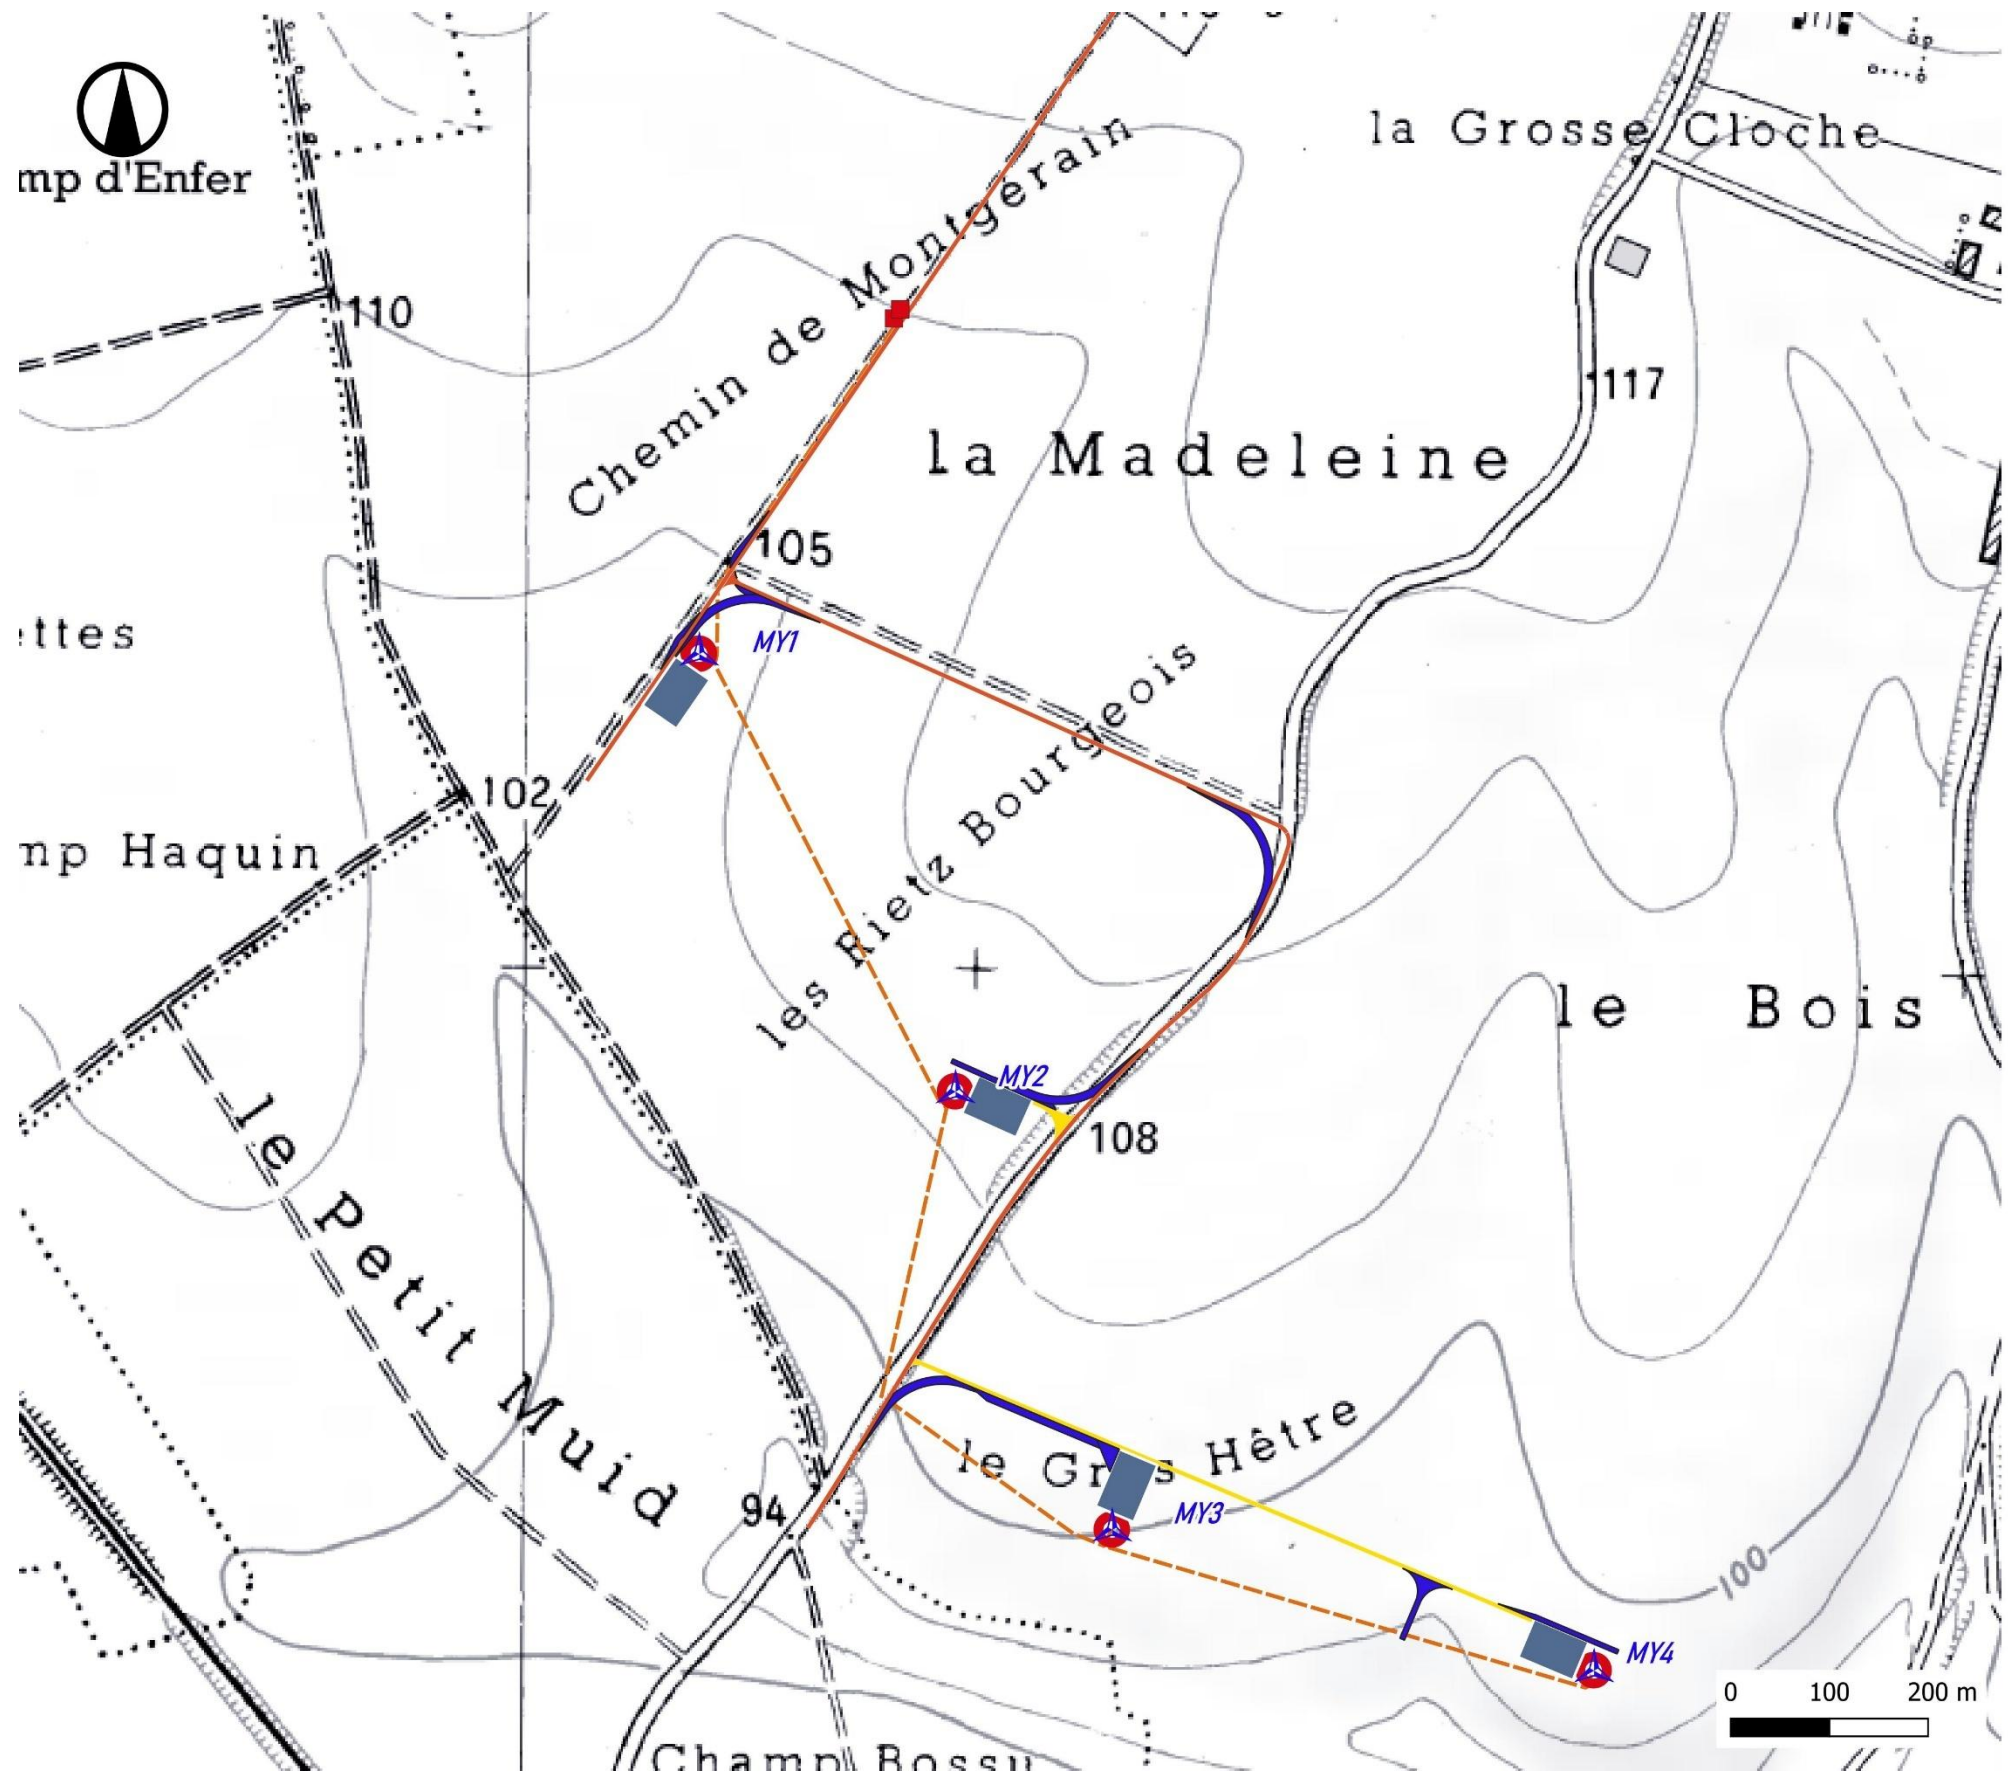 la Grosse Cloche
mp d'Enfer
110
Chemin de Montgérain
117
la Madeleine
105
ettes
MY1
les Rietz Bourgeois
102
mp Haquin
le Bois
MY2
108
le Petit Muid
le Gros Hêtre
94
MY3
100
MY4
0 100 200 m
Champ Bossu